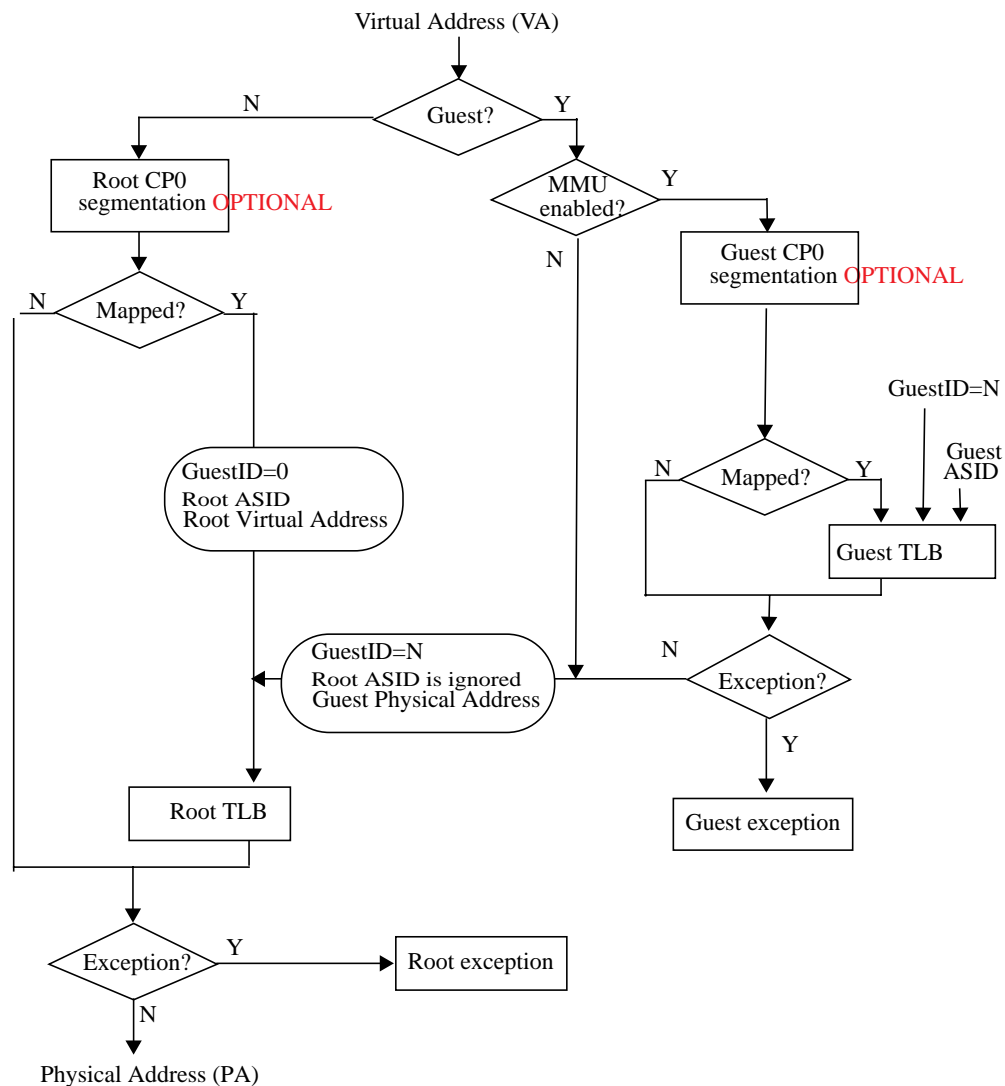 Virtual Address (VA)
N
Guest?
Y
Root CP0
segmentation OPTIONAL
MMU
enabled?
Y
N
Guest CP0
segmentation OPTIONAL
N
Mapped?
Y
GuestID=N
Guest
ASID
N
Mapped?
Y
GuestID=0
Root ASID
Root Virtual Address
Guest TLB
GuestID=N
Root ASID is ignored
Guest Physical Address
N
Exception?
Y
Root TLB
Guest exception
Exception?
Y
Root exception
N
Physical Address (PA)